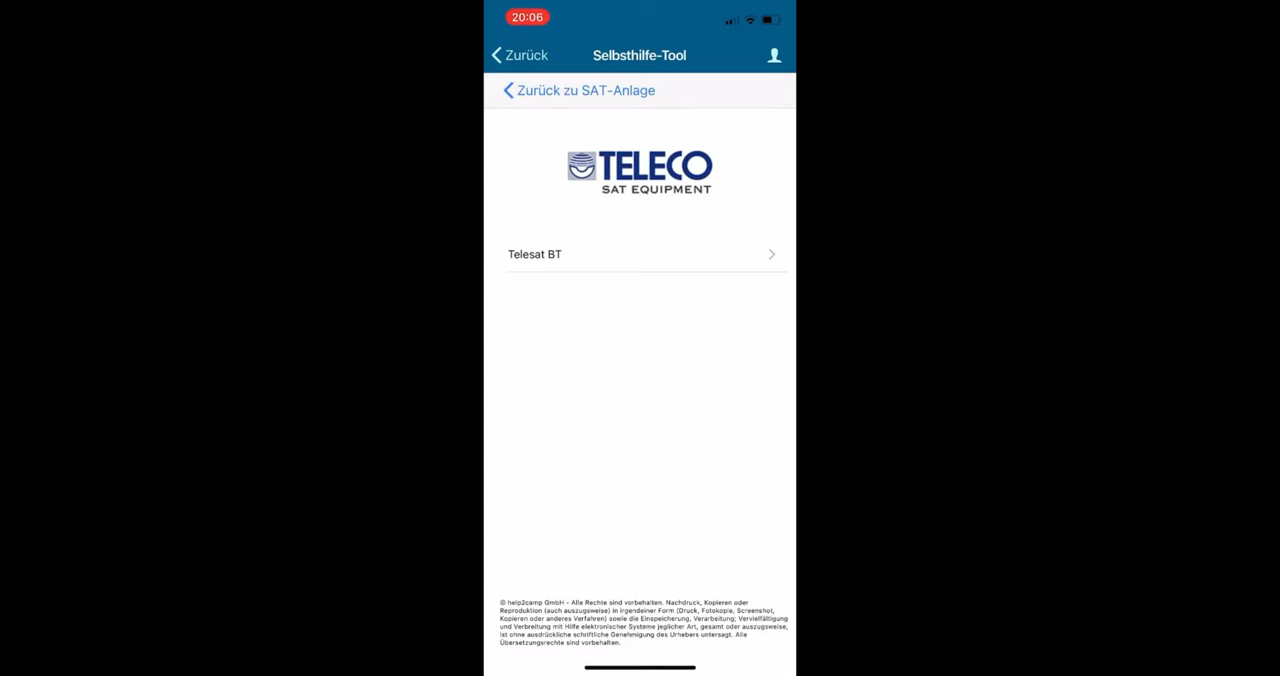 20:06
Zurück
Selbsthilfe-Tool
Zurück zu SAT-Anlage
TELECO
SAT EQUIPMENT
Telesat BT
© help2camp GmbH - Alle Rechte sind vorbehalten. Nachdruck, Kopieren oder
Reproduktion (auch auszugsweise) in irgendeiner Form (Druck, Fotokopie, Screenshot,
Kopieren oder anderes Verfahren) sowie die Einspeicherung, Verarbeitung; Vervielfältigung
und Verbreitung mit Hilfe elektronischer Systeme jeglicher Art, gesamt oder auszugsweise,
ist ohne ausdrückliche schriftliche Genehmigung des Urhebers untersagt. Alle
Übersetzungsrechte sind vorbehalten.